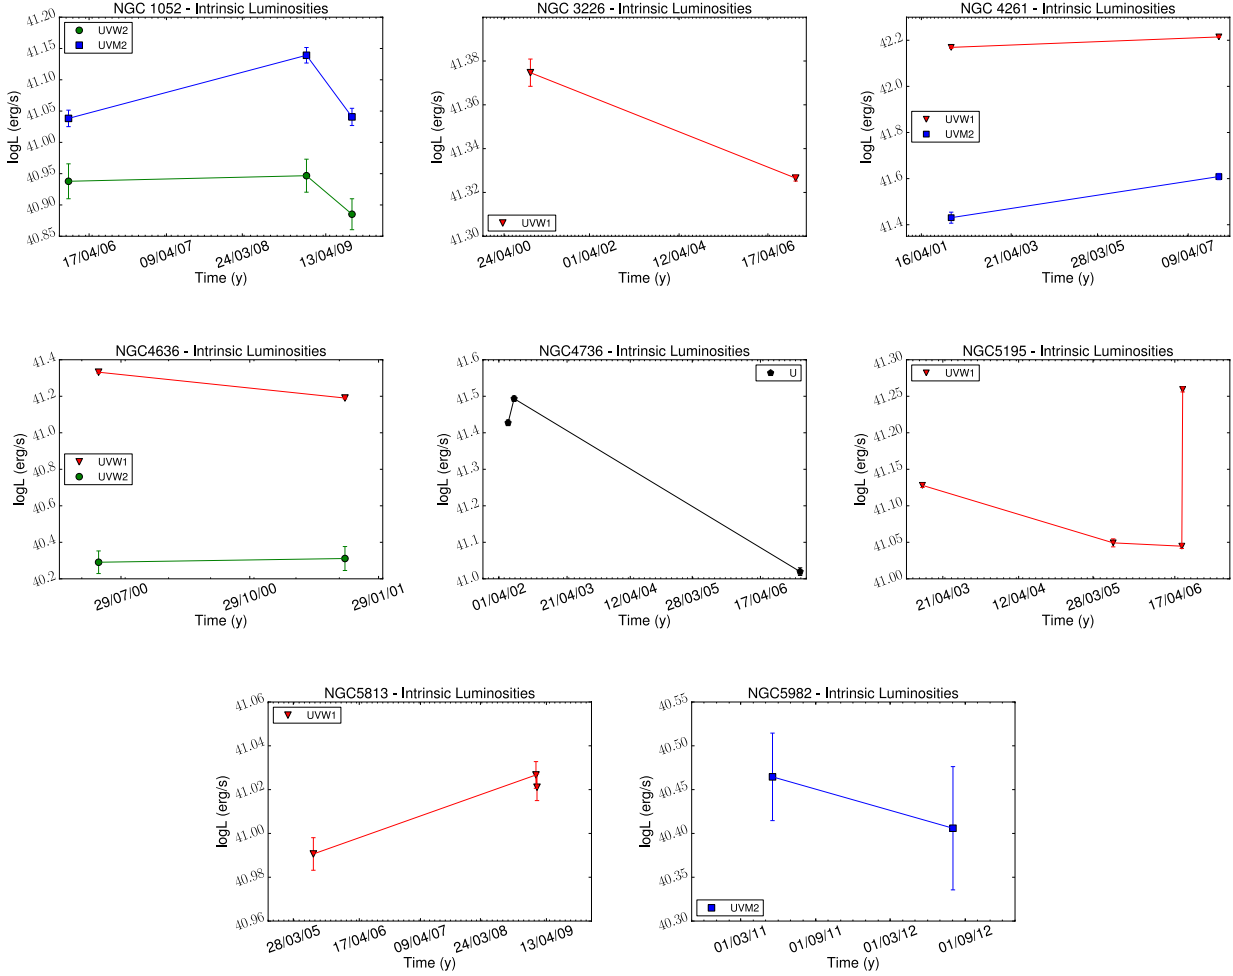 NGC 1052 - Intrinsic Luminosities
41.20
41.15
41.10
41.05
41.00
40.95
40.90
40.85
logL (erg/s)
UVW2
UVM2
17/04/06
09/04/07
24/03/08
13/04/09
Time (y)
NGC 3226 - Intrinsic Luminosities
41.38
41.36
41.34
41.32
41.30
logL (erg/s)
UVW1
24/04/00
01/04/02
12/04/04
17/04/06
Time (y)
NGC 4261 - Intrinsic Luminosities
42.2
42.0
41.8
41.6
41.4
logL (erg/s)
UVW1
UVM2
16/04/01
21/04/03
28/03/05
09/04/07
Time (y)
NGC4636 - Intrinsic Luminosities
41.4
41.2
41.0
40.8
40.6
40.4
40.2
logL (erg/s)
UVW1
UVW2
29/07/00
29/10/00
29/01/01
Time (y)
NGC4736 - Intrinsic Luminosities
41.6
41.5
41.4
41.3
41.2
41.1
41.0
logL (erg/s)
U
01/04/02
21/04/03
12/04/04
28/03/05
17/04/06
Time (y)
NGC5195 - Intrinsic Luminosities
41.30
41.25
41.20
41.15
41.10
41.05
41.00
logL (erg/s)
UVW1
21/04/03
12/04/04
28/03/05
17/04/06
Time (y)
NGC5813 - Intrinsic Luminosities
41.06
41.04
41.02
41.00
40.98
40.96
logL (erg/s)
UVW1
28/03/05
17/04/06
09/04/07
24/03/08
13/04/09
Time (y)
NGC5982 - Intrinsic Luminosities
40.55
40.50
40.45
40.40
40.35
40.30
logL (erg/s)
UVM2
01/03/11
01/09/11
01/03/12
01/09/12
Time (y)